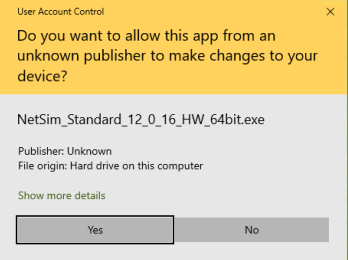 User Account Control
Do you want to allow this app from an
unknown publisher to make changes to your
device?
NetSim_Standard_12_0_16_HW_64bit.exe
Publisher: Unknown
File origin: Hard drive on this computer
Show more details
Yes
No